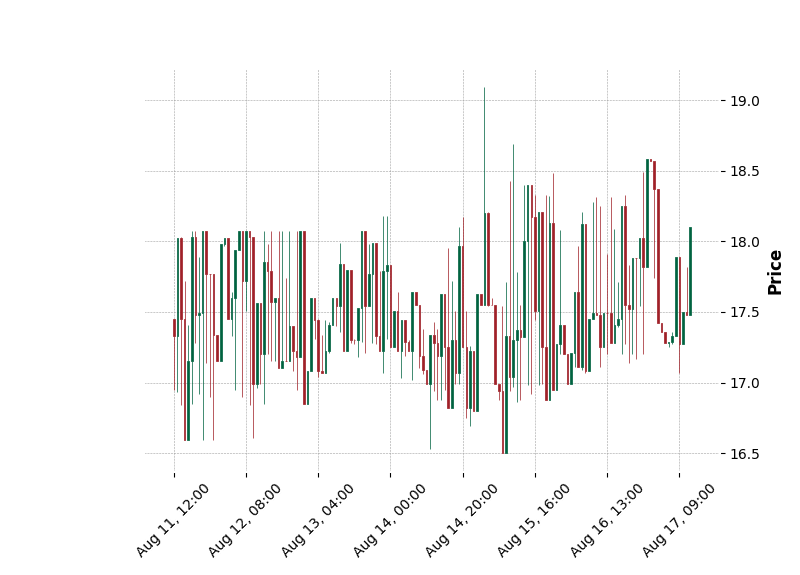 19.0
18.5
18.0
17.5
17.0
16.5
Price
Aug 11, 12:00
Aug 12, 08:00
Aug 13, 04:00
Aug 14, 00:00
Aug 14, 20:00
Aug 15, 16:00
Aug 16, 13:00
Aug 17, 09:00